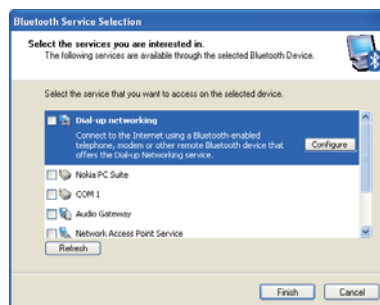 Bluetooth Service Selection
Select the services you are interested in.
The following services are available through the selected Bluetooth Device.
Select the service that you want to access on the selected device.
Dial-up networking
Connect to the Internet using a Bluetooth-enabled
telephone, modem or other remote Bluetooth device that
offers the Dial-up Networking service.
Configure
Nokia PC Suite
COM 1
Audio Gateway
Network Access Point Service
Refresh
Finish
Cancel